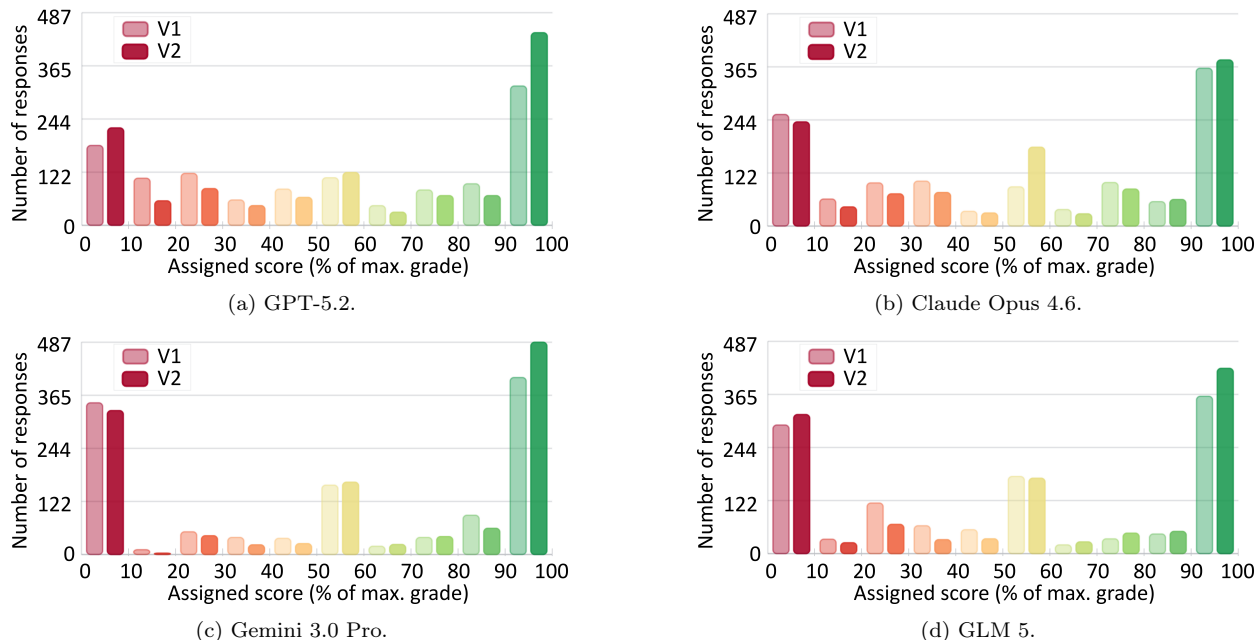 487
365
244
122
0
Number of responses
V1
V2
0 10 20 30 40 50 60 70 80 90 100
Assigned score (% of max. grade)
(a) GPT-5.2.
487
365
244
122
0
Number of responses
V1
V2
0 10 20 30 40 50 60 70 80 90 100
Assigned score (% of max. grade)
(b) Claude Opus 4.6.
487
365
244
122
0
Number of responses
V1
V2
0 10 20 30 40 50 60 70 80 90 100
Assigned score (% of max. grade)
(c) Gemini 3.0 Pro.
487
365
244
122
0
Number of responses
V1
V2
0 10 20 30 40 50 60 70 80 90 100
Assigned score (% of max. grade)
(d) GLM 5.